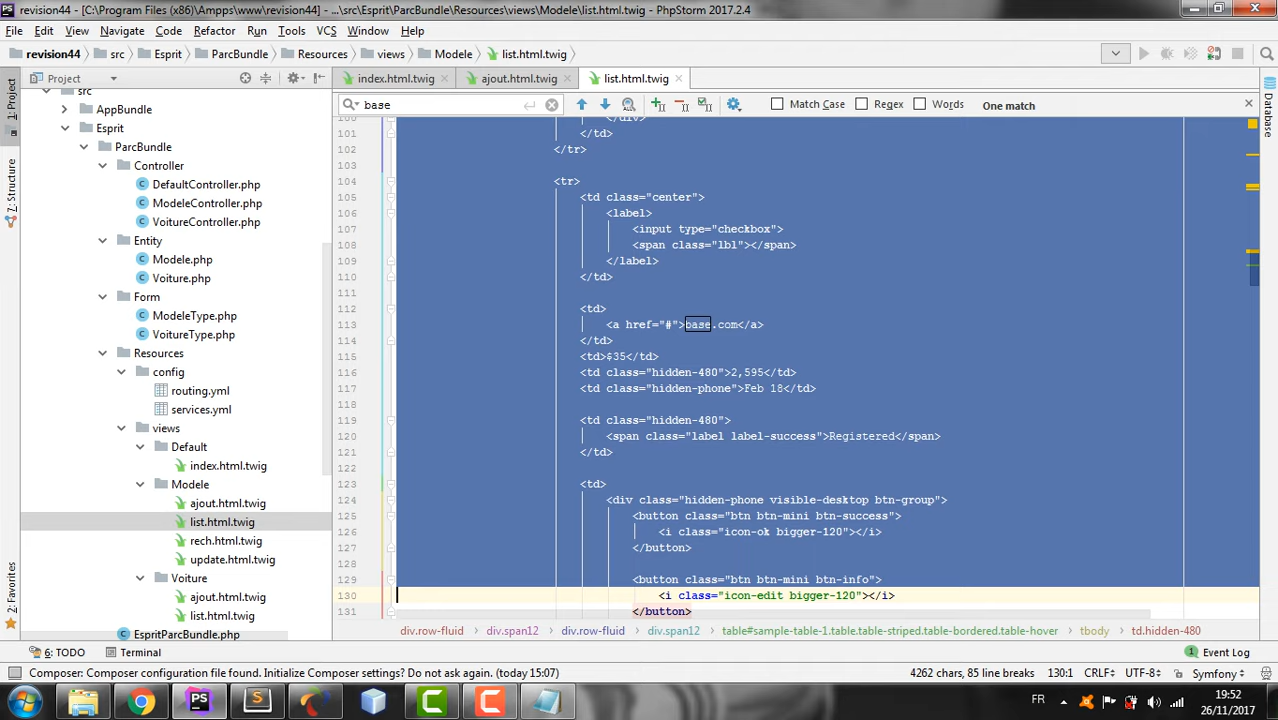 revision44 - [C:\Program Files (x86)\Ampps\www\revision44] - ...\src\Esprit\ParcBundle\Resources\views\Modele\list.html.twig - PhpStorm 2017.2.4
File Edit View Navigate Code Refactor Run Tools VCS Window Help
revision44 src Esprit ParcBundle Resources views Modele list.html.twig
Project index.html.twig ajout.html.twig list.html.twig
base Match Case Regex Words One match
1: Project
7: Structure
2: Favorites
Database
src
AppBundle
Esprit
ParcBundle
Controller
DefaultController.php
ModeleController.php
VoitureController.php
Entity
Modele.php
Voiture.php
Form
ModeleType.php
VoitureType.php
Resources
config
routing.yml
services.yml
views
Default
index.html.twig
Modele
ajout.html.twig
list.html.twig
rech.html.twig
update.html.twig
Voiture
ajout.html.twig
list.html.twig
EspritParcBundle.php
100 </div>
101 </td>
102 </tr>
103
104 <tr>
105 <td class="center">
106 <label>
107 <input type="checkbox">
108 <span class="lbl"></span>
109 </label>
110 </td>
111
112 <td>
113 <a href="#">base.com</a>
114 </td>
115 <td>$35</td>
116 <td class="hidden-480">2,595</td>
117 <td class="hidden-phone">Feb 18</td>
118
119 <td class="hidden-480">
120 <span class="label label-success">Registered</span>
121 </td>
122
123 <td>
124 <div class="hidden-phone visible-desktop btn-group">
125 <button class="btn btn-mini btn-success">
126 <i class="icon-ok bigger-120"></i>
127 </button>
128
129 <button class="btn btn-mini btn-info">
130 <i class="icon-edit bigger-120"></i>
131 </button>
div.row-fluid div.span12 div.row-fluid div.span12 table#sample-table-1.table.table-striped.table-bordered.table-hover tbody td.hidden-480
6: TODO Terminal 1 Event Log
Composer: Composer configuration file found. Initialize Composer settings? Do not ask again. (today 15:07) 4262 chars, 85 line breaks 130:1 CRLF÷ UTF-8÷ Symfony÷
FR 19:52
26/11/2017